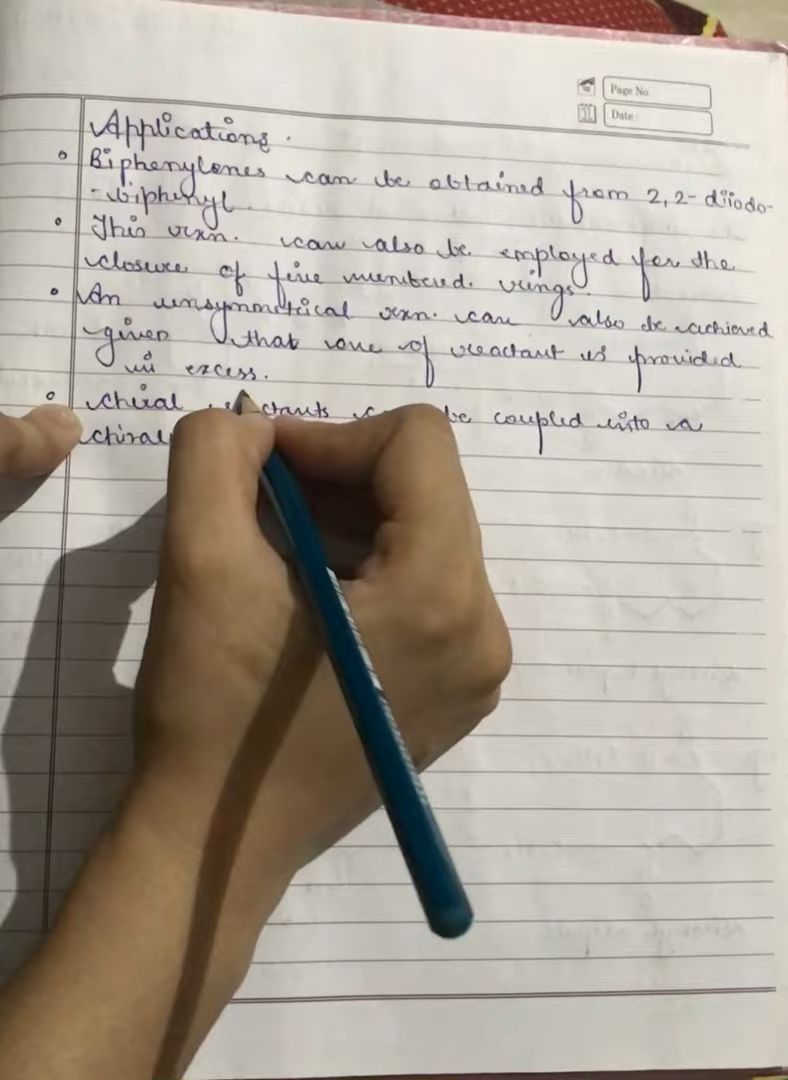 Page No.
Date :
Applications.
Biphenylenes can be obtained from 2,2-diiodo-
-biphenyl.
This rxn. can also be employed for the
closure of five membered. rings.
An unsymmetrical rxn. can also be achieved
given that one of reactant is provided
in excess.
chiral be coupled into a
chiral